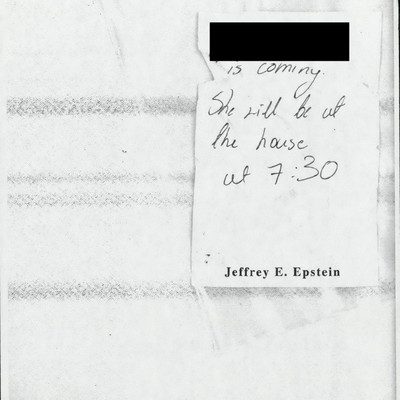 is coming.
She will be at
the house
at 7:30
Jeffrey E. Epstein